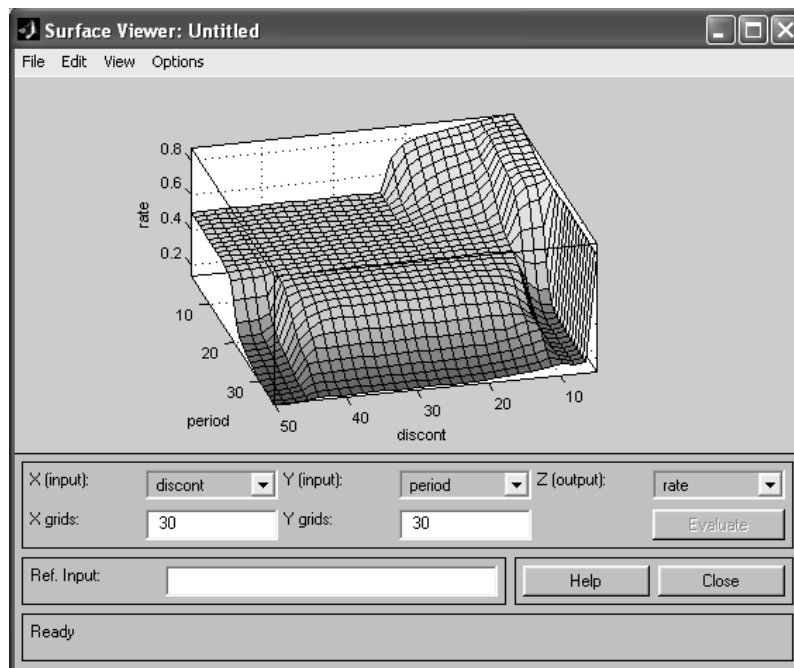 Surface Viewer: Untitled
File Edit View Options
0.8
0.6
0.4
0.2
rate
10
20
30
period
50
40
30
20
10
discont
X (input): discont Y (input): period Z (output): rate
X grids: 30 Y grids: 30 Evaluate
Ref. Input: Help Close
Ready